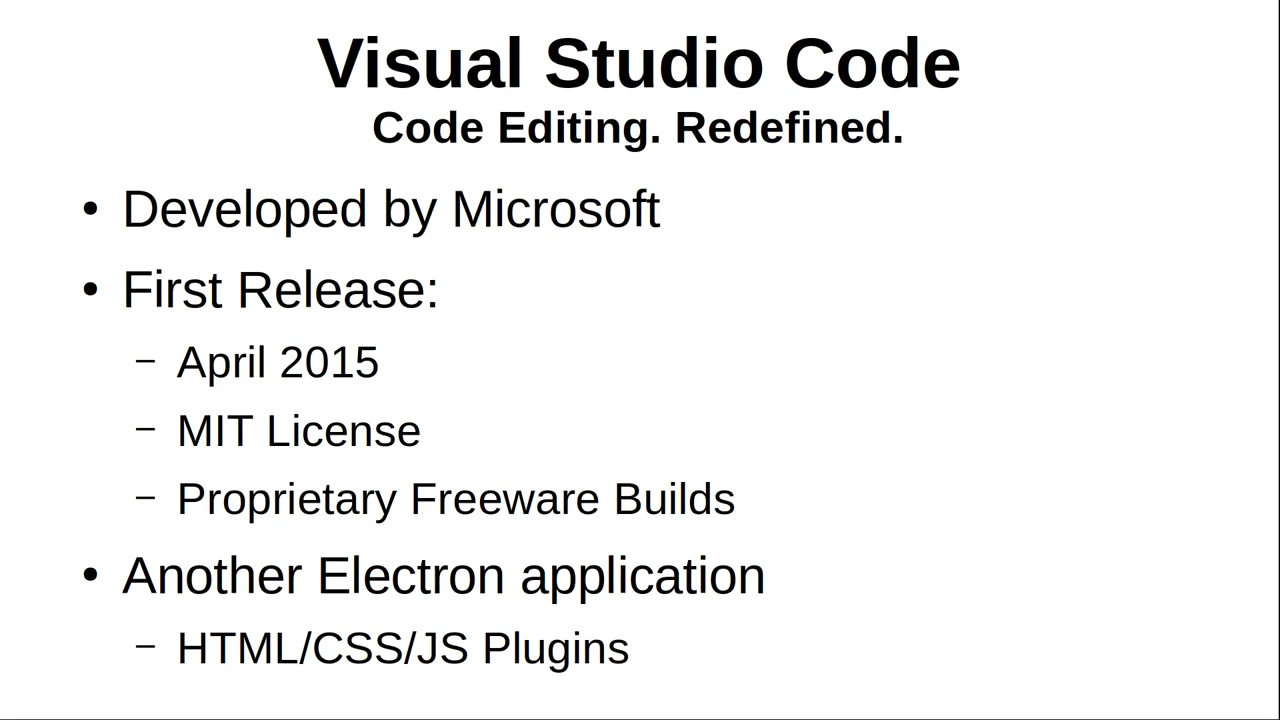 Visual Studio Code
Code Editing. Redefined.
• Developed by Microsoft
• First Release:
– April 2015
– MIT License
– Proprietary Freeware Builds
• Another Electron application
– HTML/CSS/JS Plugins